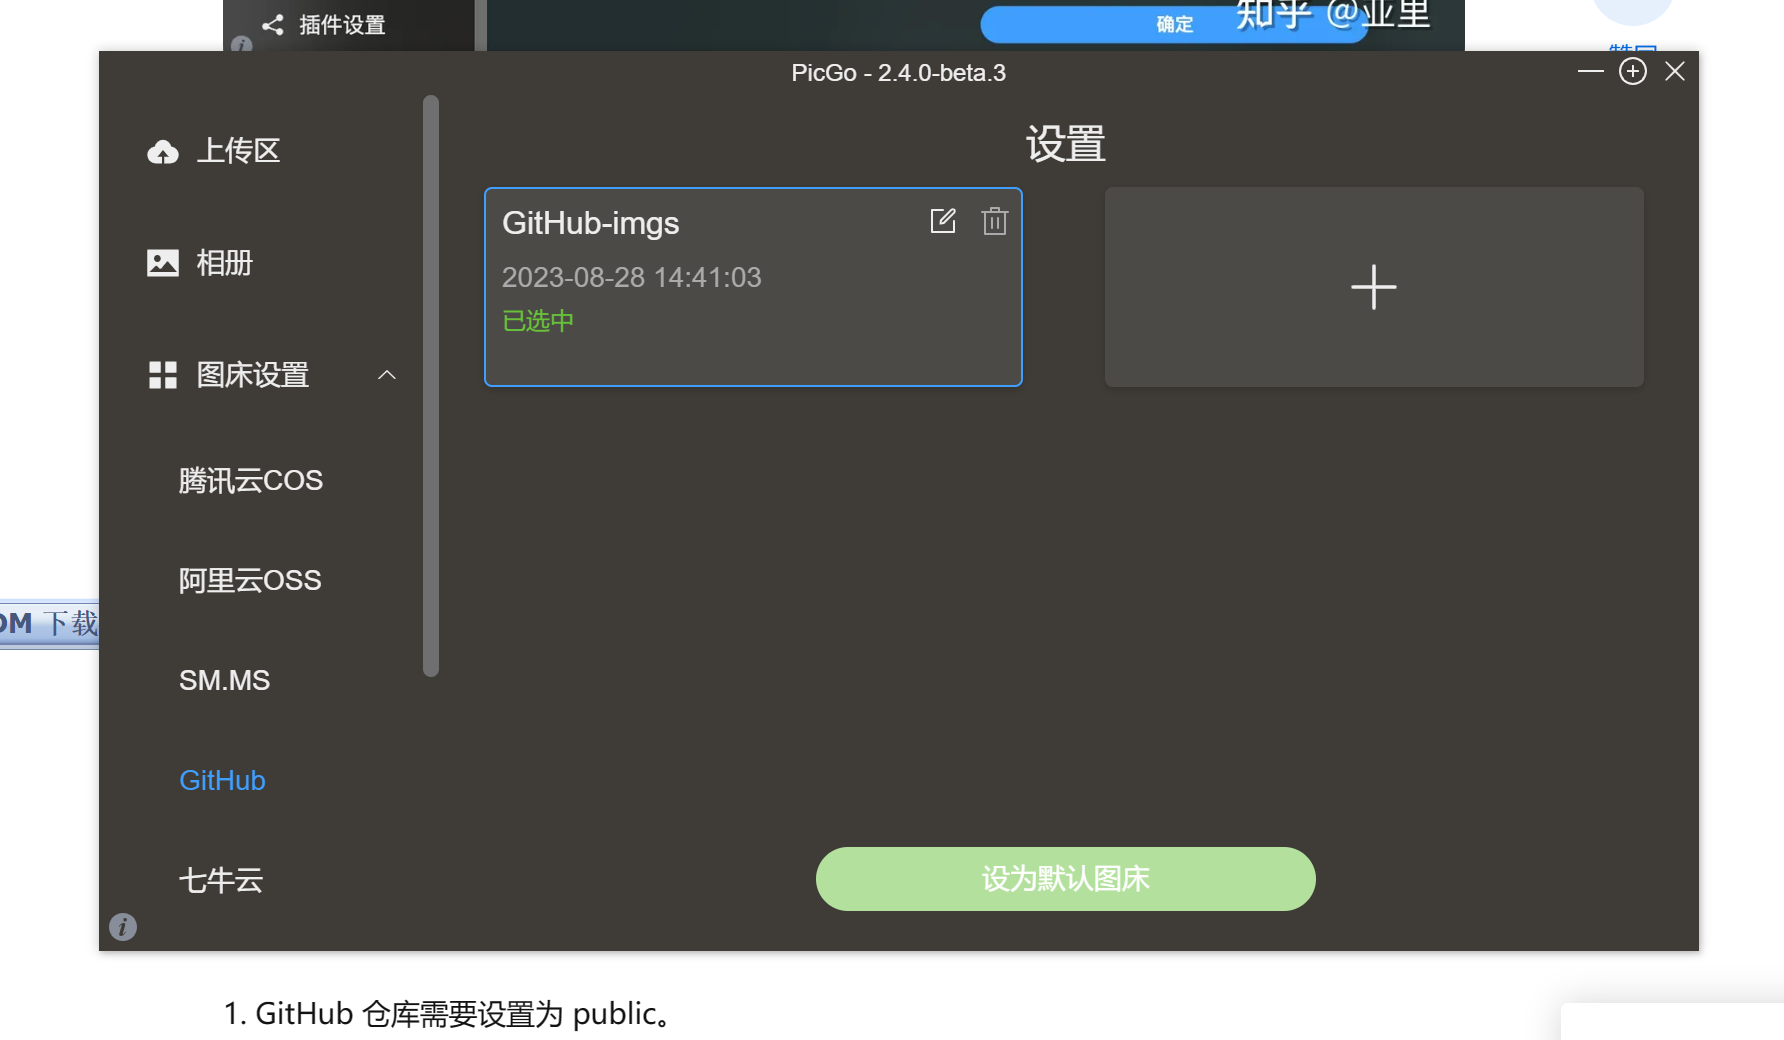 插件设置
确定
知乎 @亚里
PicGo - 2.4.0-beta.3
上传区
设置
GitHub-imgs
相册
2023-08-28 14:41:03
已选中
图床设置
腾讯云COS
阿里云OSS
DM 下载
SM.MS
GitHub
七牛云
设为默认图床
1. GitHub 仓库需要设置为 public。